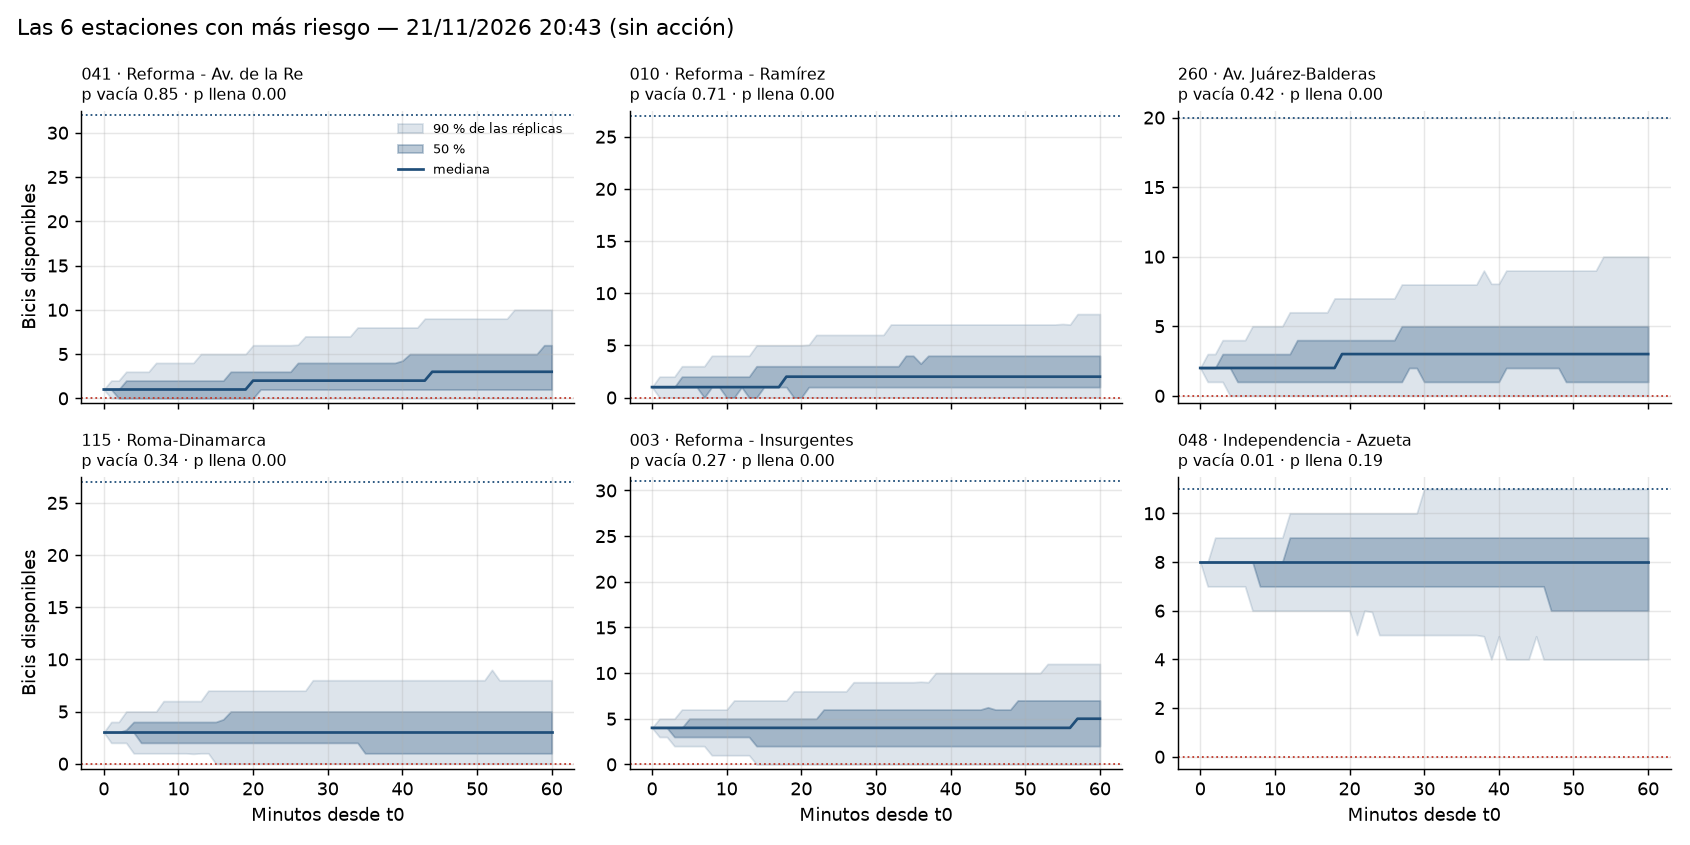 Las 6 estaciones con más riesgo — 21/11/2026 20:43 (sin acción)
041 · Reforma - Av. de la Re
p vacía 0.85 · p llena 0.00
90 % de las réplicas
50 %
mediana
Bicis disponibles
30
25
20
15
10
5
0
010 · Reforma - Ramírez
p vacía 0.71 · p llena 0.00
25
20
15
10
5
0
260 · Av. Juárez-Balderas
p vacía 0.42 · p llena 0.00
20
15
10
5
0
115 · Roma-Dinamarca
p vacía 0.34 · p llena 0.00
Bicis disponibles
25
20
15
10
5
0
0 10 20 30 40 50 60
Minutos desde t0
003 · Reforma - Insurgentes
p vacía 0.27 · p llena 0.00
30
25
20
15
10
5
0
0 10 20 30 40 50 60
Minutos desde t0
048 · Independencia - Azueta
p vacía 0.01 · p llena 0.19
10
8
6
4
2
0
0 10 20 30 40 50 60
Minutos desde t0